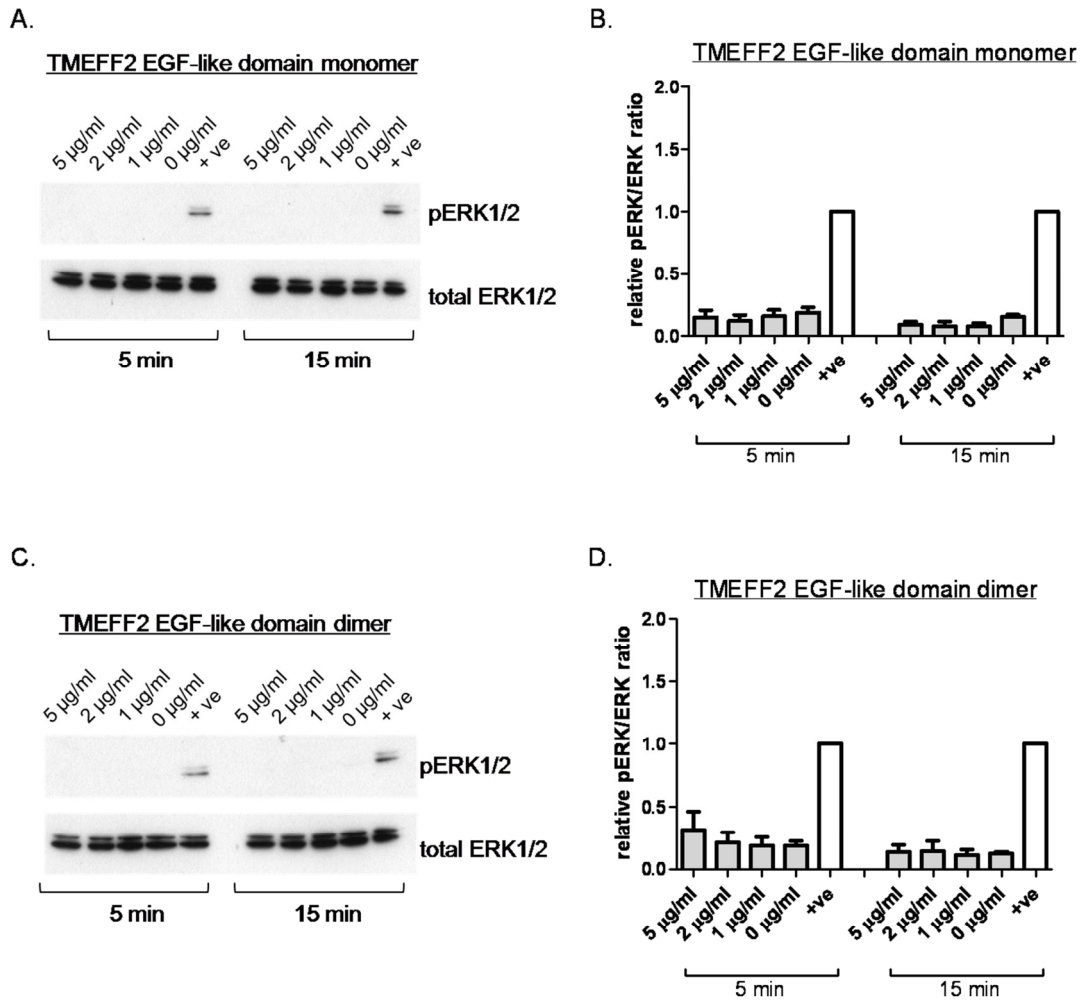 A.
TMEFF2 EGF-like domain monomer
5 µg/ml 2 µg/ml 1 µg/ml 0 µg/ml + ve 5 µg/ml 2 µg/ml 1 µg/ml 0 µg/ml + ve
pERK1/2
total ERK1/2
5 min 15 min
B.
TMEFF2 EGF-like domain monomer
relative pERK/ERK ratio
2.0
1.5
1.0
0.5
0.0
5 µg/ml 2 µg/ml 1 µg/ml 0 µg/ml +ve 5 µg/ml 2 µg/ml 1 µg/ml 0 µg/ml +ve
5 min 15 min
C.
TMEFF2 EGF-like domain dimer
5 µg/ml 2 µg/ml 1 µg/ml 0 µg/ml + ve 5 µg/ml 2 µg/ml 1 µg/ml 0 µg/ml + ve
pERK1/2
total ERK1/2
5 min 15 min
D.
TMEFF2 EGF-like domain dimer
relative pERK/ERK ratio
2.0
1.5
1.0
0.5
0.0
5 µg/ml 2 µg/ml 1 µg/ml 0 µg/ml +ve 5 µg/ml 2 µg/ml 1 µg/ml 0 µg/ml +ve
5 min 15 min